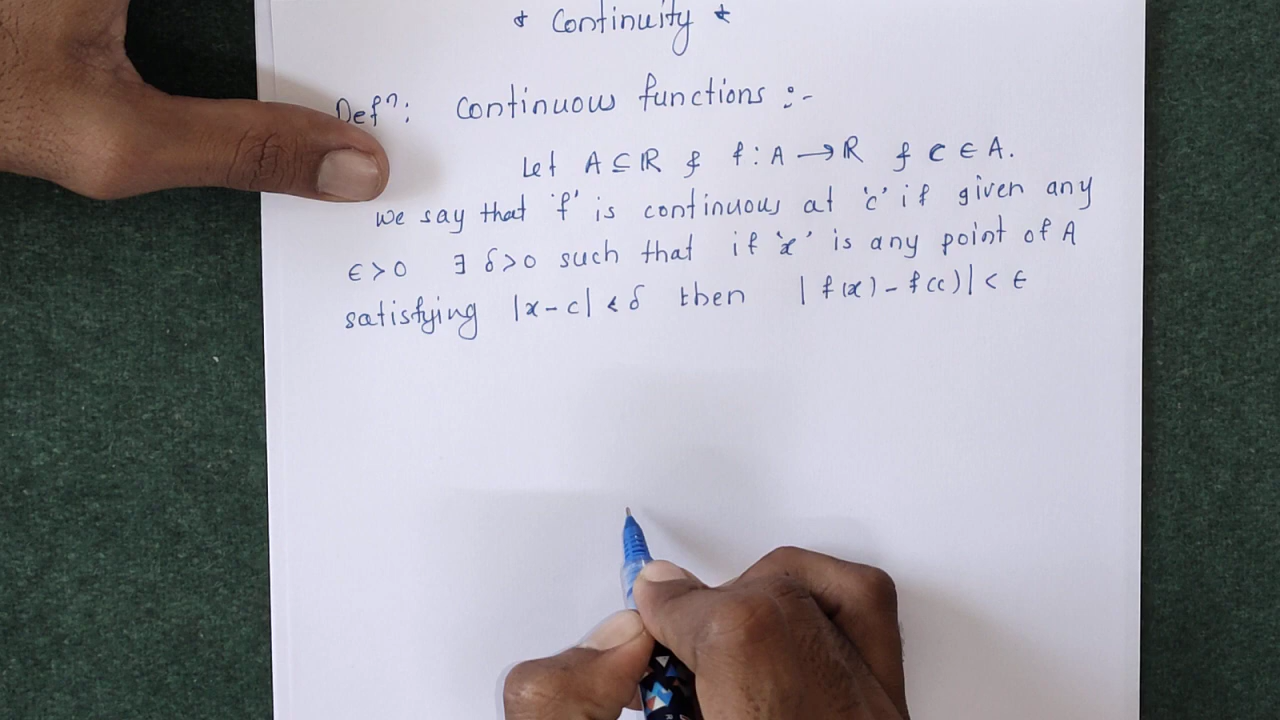 * Continuity *
Defⁿ: Continuous functions :-
Let A ⊆ ℝ & f : A → ℝ & c ∈ A.
we say that 'f' is continuous at 'c' if given any
ϵ > 0 ∃ δ > 0 such that if 'x' is any point of A
satisfying |x - c| < δ then | f(x) - f(c)| < ϵ